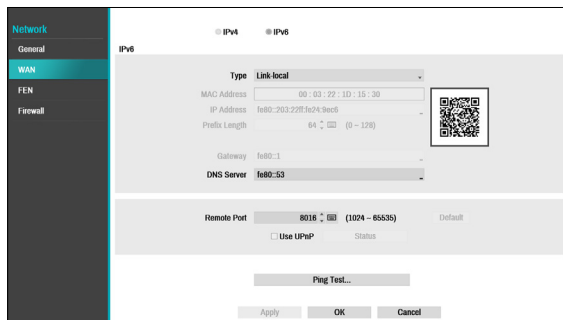 Network
IPv4 IPv6
General
IPv6
WAN
FEN
Firewall
Type Link-local
MAC Address 00 : 03 : 22 : 1D : 15 : 30
IP Address fe80::203:22ff:fe24:9ec6
Prefix Length 64 (0 ~ 128)
Gateway fe80::1
DNS Server fe80::53
Remote Port 8016 (1024 ~ 65535) Default
Use UPnP Status
Ping Test...
Apply OK Cancel